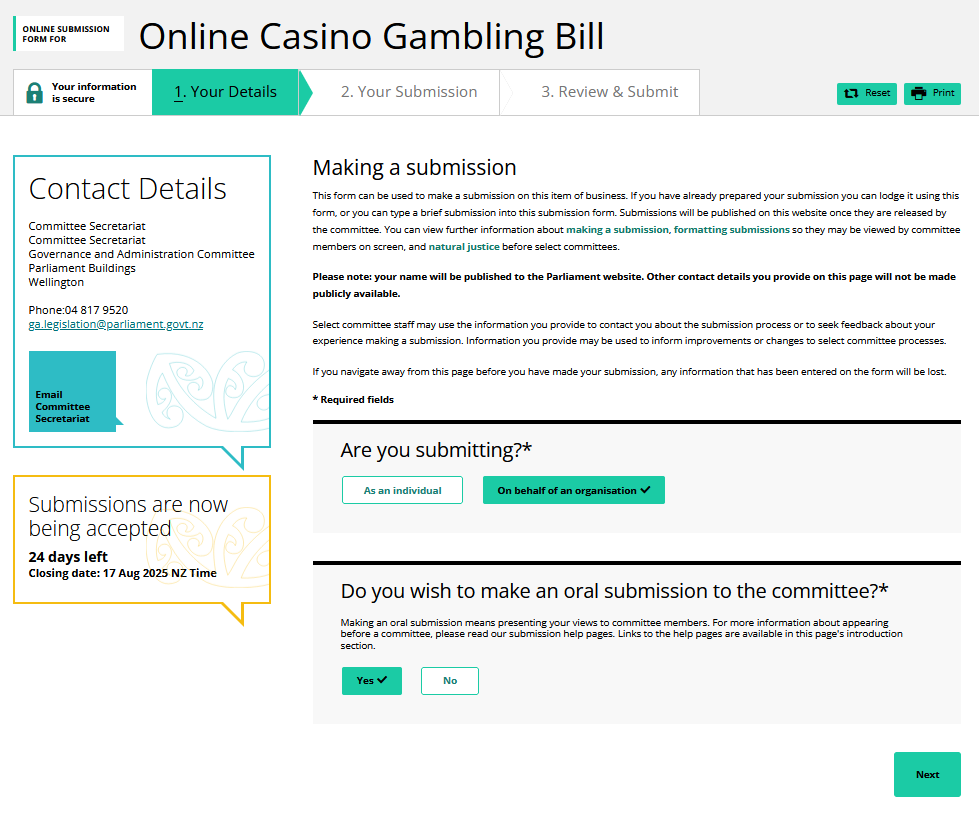 ONLINE SUBMISSION
FORM FOR
Online Casino Gambling Bill
Your information
is secure
1. Your Details
2. Your Submission
3. Review & Submit
Reset
Print
Contact Details
Committee Secretariat
Committee Secretariat
Governance and Administration Committee
Parliament Buildings
Wellington
Phone:04 817 9520
ga.legislation@parliament.govt.nz
Email
Committee
Secretariat
Submissions are now
being accepted
24 days left
Closing date: 17 Aug 2025 NZ Time
Making a submission
This form can be used to make a submission on this item of business. If you have already prepared your submission you can lodge it using this
form, or you can type a brief submission into this submission form. Submissions will be published on this website once they are released by
the committee. You can view further information about making a submission, formatting submissions so they may be viewed by committee
members on screen, and natural justice before select committees.
Please note: your name will be published to the Parliament website. Other contact details you provide on this page will not be made
publicly available.
Select committee staff may use the information you provide to contact you about the submission process or to seek feedback about your
experience making a submission. Information you provide may be used to inform improvements or changes to select committee processes.
If you navigate away from this page before you have made your submission, any information that has been entered on the form will be lost.
* Required fields
Are you submitting?*
As an individual
On behalf of an organisation
Do you wish to make an oral submission to the committee?*
Making an oral submission means presenting your views to committee members. For more information about appearing
before a committee, please read our submission help pages. Links to the help pages are available in this page's introduction
section.
Yes
No
Next